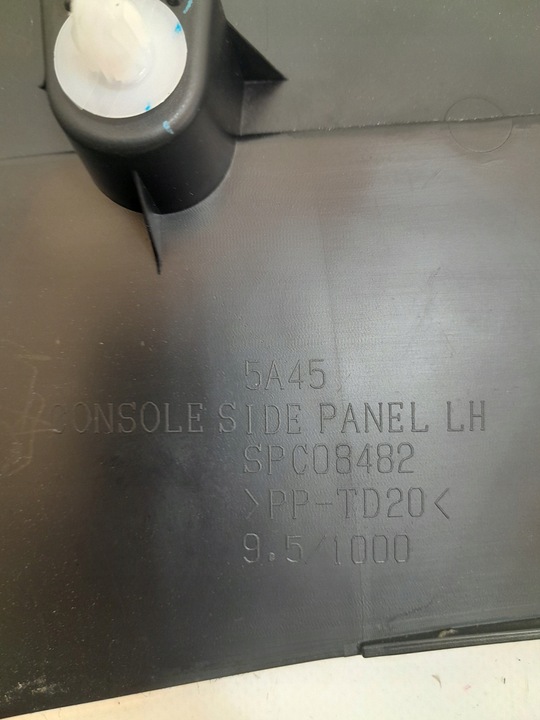 5A45
CONSOLE SIDE PANEL LH
SPC08482
>PP-TD20<
9.5/1000